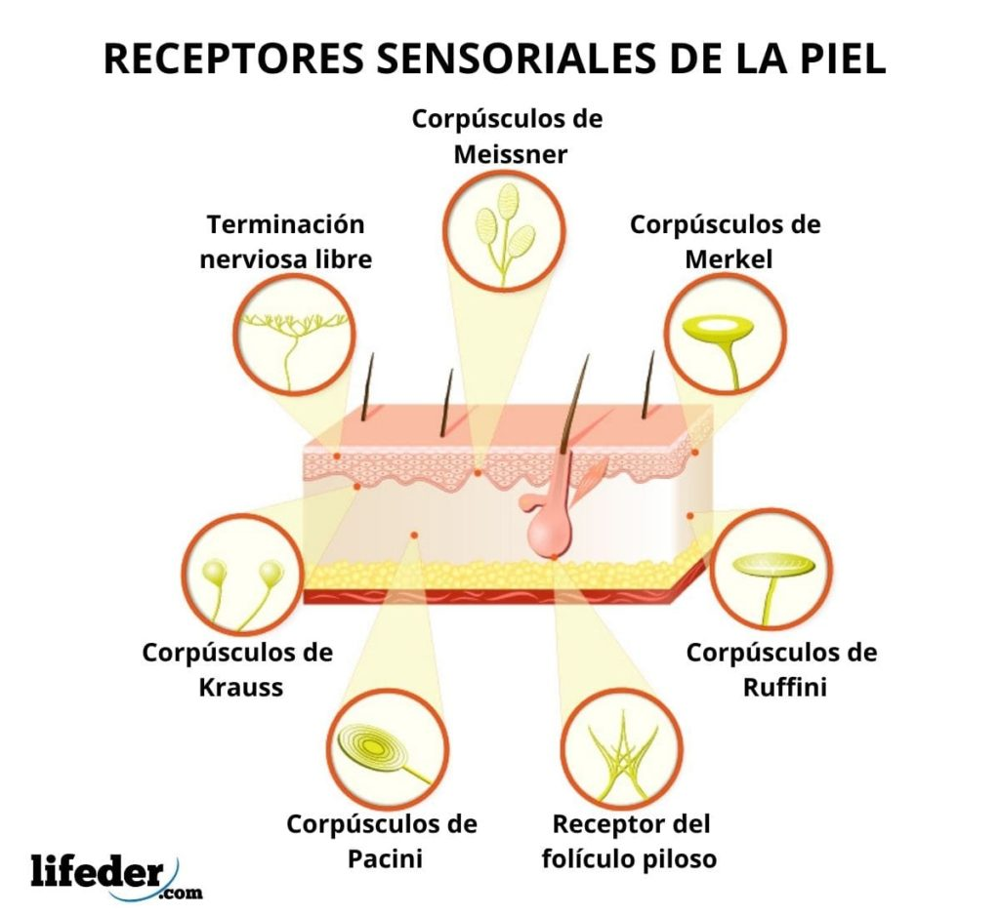 RECEPTORES SENSORIALES DE LA PIEL
Corpúsculos de
Meissner
Terminación
nerviosa libre
Corpúsculos de
Merkel
Corpúsculos de
Krauss
Corpúsculos de
Ruffini
Corpúsculos de
Pacini
Receptor del
folículo piloso
lifeder.com